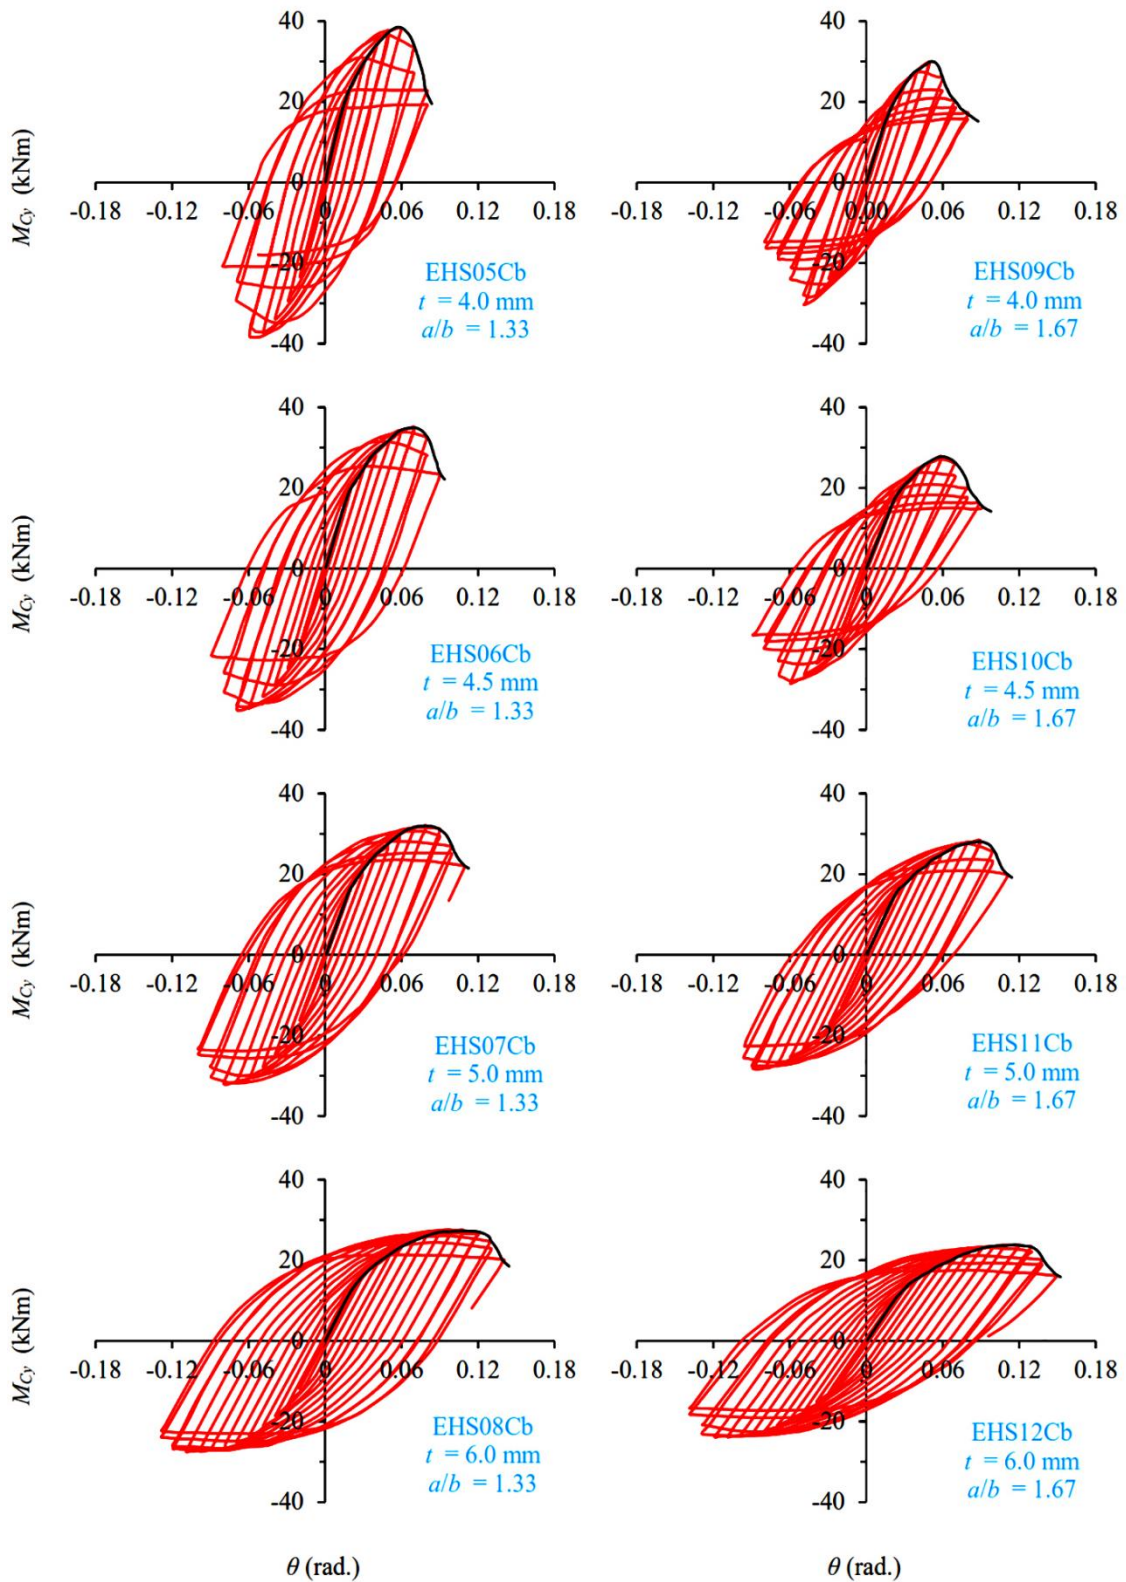 MCy (kNm)
40
20
0
-0.18 -0.12 -0.06 0 0.06 0.12 0.18
-20
-40
EHS05Cb
t = 4.0 mm
a/b = 1.33
40
20
0
-0.18 -0.12 -0.06 0.00 0.06 0.12 0.18
-20
-40
EHS09Cb
t = 4.0 mm
a/b = 1.67
MCy (kNm)
40
20
0
-0.18 -0.12 -0.06 0 0.06 0.12 0.18
-20
-40
EHS06Cb
t = 4.5 mm
a/b = 1.33
40
20
0
-0.18 -0.12 -0.06 0 0.06 0.12 0.18
-20
-40
EHS10Cb
t = 4.5 mm
a/b = 1.67
MCy (kNm)
40
20
0
-0.18 -0.12 -0.06 0 0.06 0.12 0.18
-20
-40
EHS07Cb
t = 5.0 mm
a/b = 1.33
40
20
0
-0.18 -0.12 -0.06 0 0.06 0.12 0.18
-20
-40
EHS11Cb
t = 5.0 mm
a/b = 1.67
MCy (kNm)
40
20
0
-0.18 -0.12 -0.06 0 0.06 0.12 0.18
-20
-40
EHS08Cb
t = 6.0 mm
a/b = 1.33
40
20
0
-0.18 -0.12 -0.06 0 0.06 0.12 0.18
-20
-40
EHS12Cb
t = 6.0 mm
a/b = 1.67
θ (rad.)
θ (rad.)